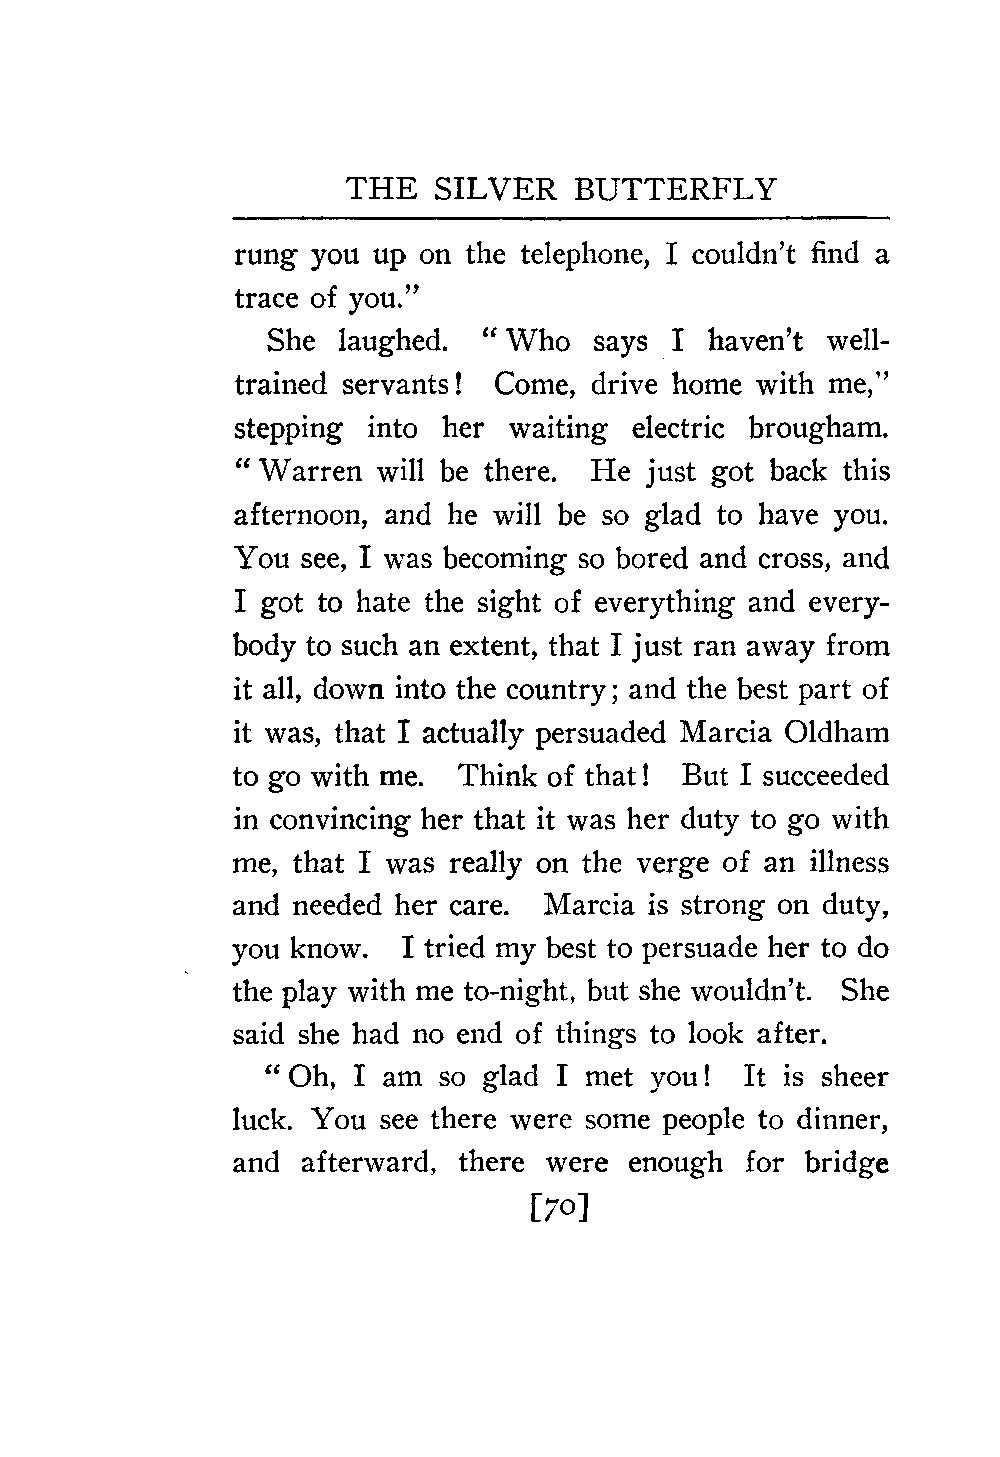 THE SILVER BUTTERFLY
rung you up on the telephone, I couldn't find a
trace of you."
She laughed. "Who says I haven't well-
trained servants! Come, drive home with me,"
stepping into her waiting electric brougham.
"Warren will be there. He just got back this
afternoon, and he will be so glad to have you.
You see, I was becoming so bored and cross, and
I got to hate the sight of everything and every-
body to such an extent, that I just ran away from
it all, down into the country; and the best part of
it was, that I actually persuaded Marcia Oldham
to go with me. Think of that! But I succeeded
in convincing her that it was her duty to go with
me, that I was really on the verge of an illness
and needed her care. Marcia is strong on duty,
you know. I tried my best to persuade her to do
the play with me to-night, but she wouldn't. She
said she had no end of things to look after.
"Oh, I am so glad I met you! It is sheer
luck. You see there were some people to dinner,
and afterward, there were enough for bridge
[70]